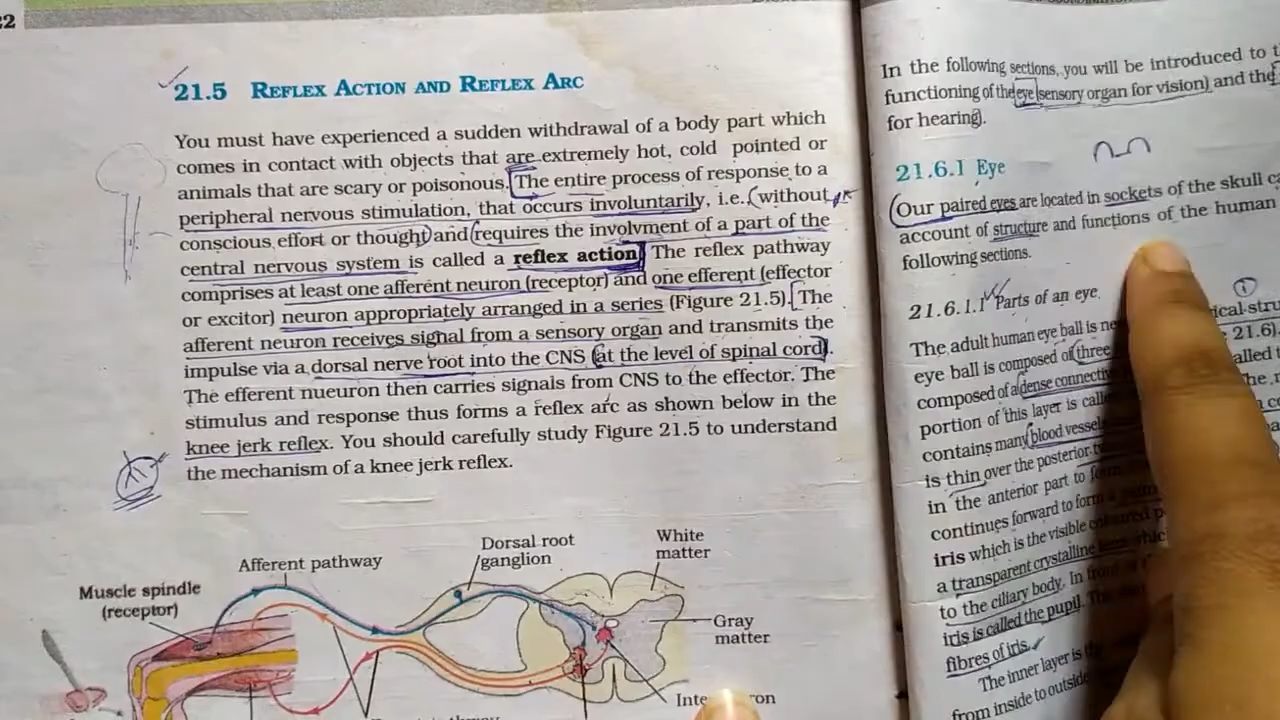 22
21.5 REFLEX ACTION AND REFLEX ARC
You must have experienced a sudden withdrawal of a body part which
comes in contact with objects that are extremely hot, cold pointed or
animals that are scary or poisonous. The entire process of response to a
peripheral nervous stimulation, that occurs involuntarily, i.e., without
conscious effort or thought and requires the involvment of a part of the
central nervous system is called a reflex action. The reflex pathway
comprises at least one afferent neuron (receptor) and one efferent (effector
or excitor) neuron appropriately arranged in a series (Figure 21.5). The
afferent neuron receives signal from a sensory organ and transmits the
impulse via a dorsal nerve root into the CNS (at the level of spinal cord).
The efferent nueuron then carries signals from CNS to the effector. The
stimulus and response thus forms a reflex arc as shown below in the
knee jerk reflex. You should carefully study Figure 21.5 to understand
the mechanism of a knee jerk reflex.
Afferent pathway
Dorsal root
ganglion
White
matter
Muscle spindle
(receptor)
Gray
matter
In the following sections, you will be introduced to
functioning of the eye (sensory organ for vision) and the
for hearing).
21.6.1 Eye
Our paired eyes are located in sockets of the skull
account of structure and functions of the human
following sections.
21.6.1.1 Parts of an eye
The adult human eye ball is
eye ball is composed of three
21.6)
composed of a dense
portion of this layer is
contains many blood
is thin over the posterior
in the anterior part to
continues forward to form
iris which is the visible
a transparent crystalline
to the ciliary body. In
iris is called the pupil.
fibres of iris.
The inner layer is
from inside to outside